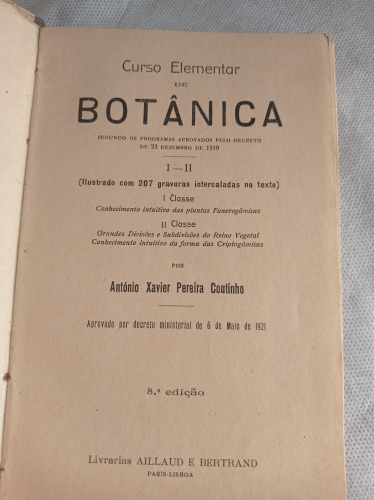 Curso Elementar
DE
BOTÂNICA
SEGUNDO OS PROGRAMAS APROVADOS PELO DECRETO
DE 23 DEZEMBRO DE 1919
I—II
(Ilustrado com 207 gravuras intercaladas no texto)
I Classe
Conhecimento intuitivo das plantas Fanerogâmicas
II Classe
Grandes Divisões e Subdivisões do Reino Vegetal
Conhecimento intuitivo da forma das Criptogâmicas
POR
António Xavier Pereira Coutinho
Aprovado por decreto ministerial de 6 de Maio de 1921
8.ª edição
Livrarias AILLAUD E BERTRAND
PARIS-LISBOA